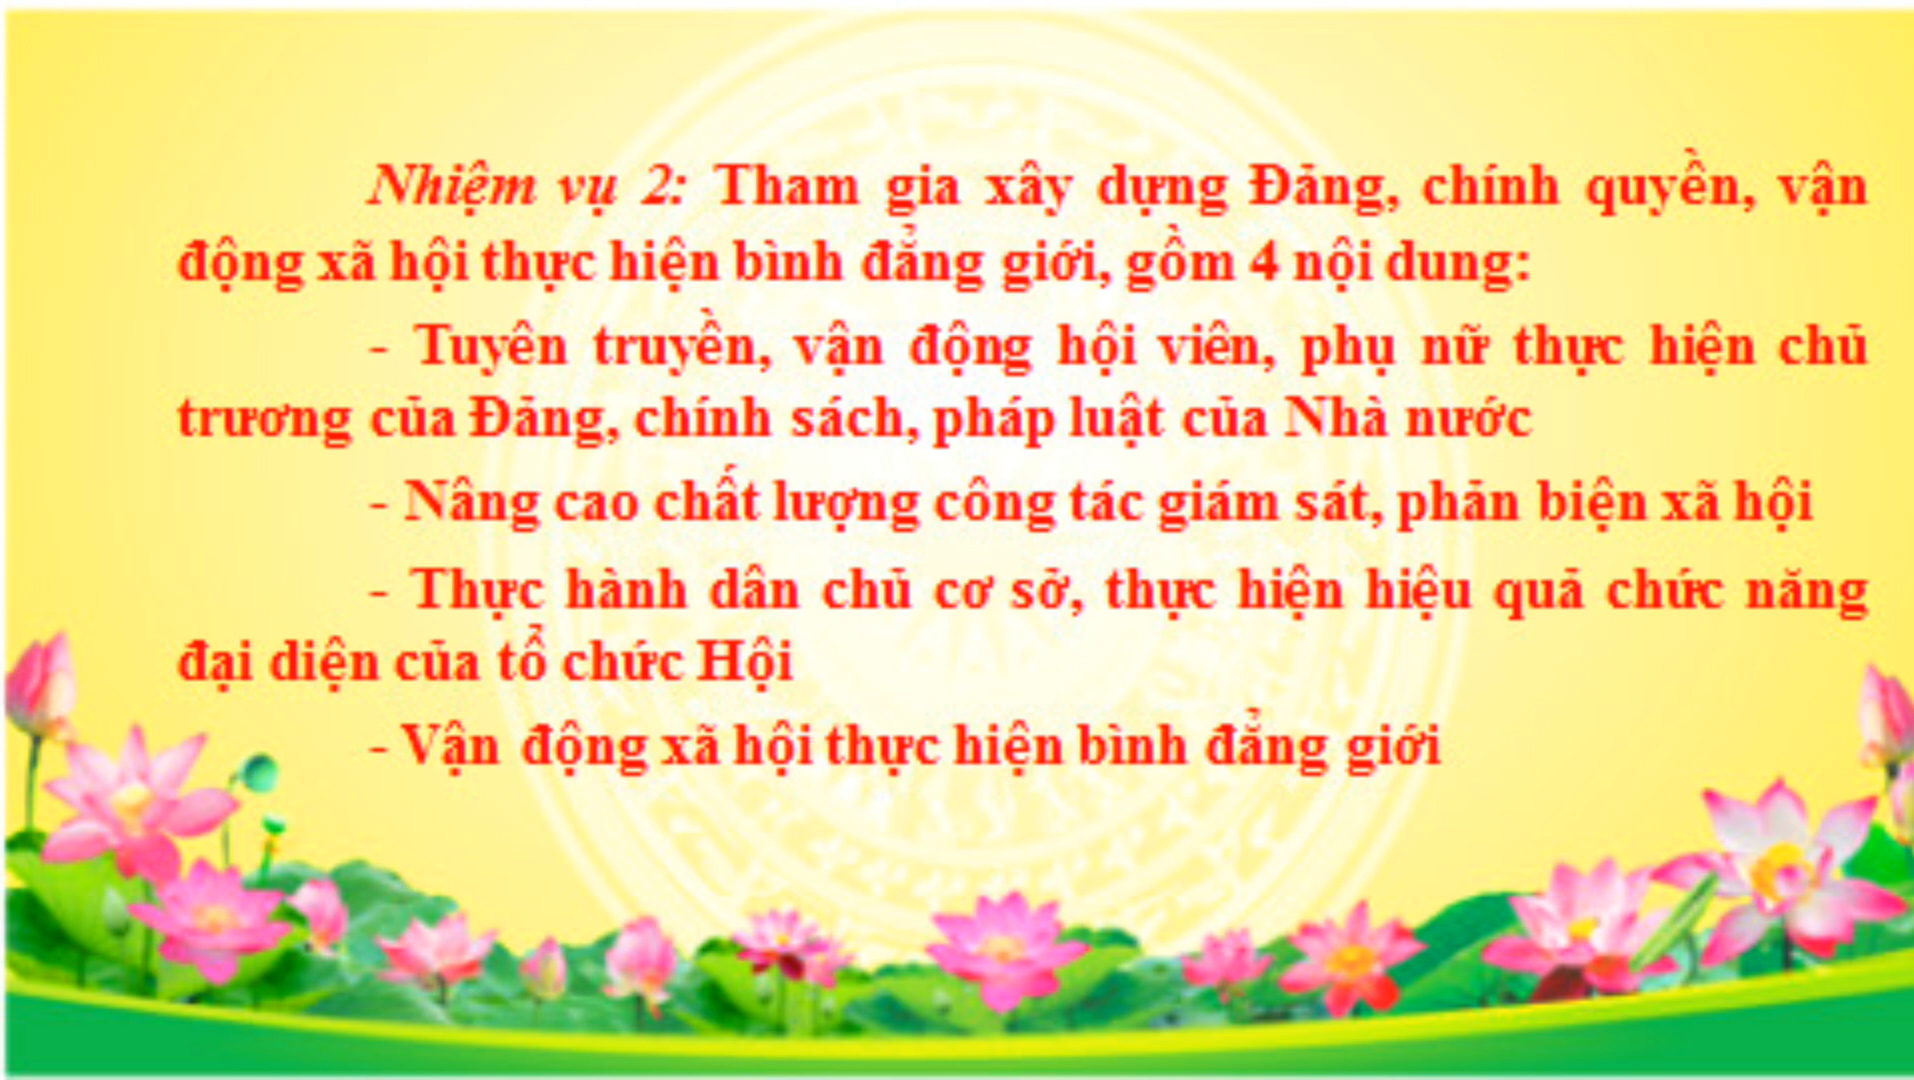 Nhiệm vụ 2: Tham gia xây dựng Đảng, chính quyền, vận
động xã hội thực hiện bình đẳng giới, gồm 4 nội dung:
- Tuyên truyền, vận động hội viên, phụ nữ thực hiện chủ
trương của Đảng, chính sách, pháp luật của Nhà nước
- Nâng cao chất lượng công tác giám sát, phản biện xã hội
- Thực hành dân chủ cơ sở, thực hiện hiệu quả chức năng
đại diện của tổ chức Hội
- Vận động xã hội thực hiện bình đẳng giới